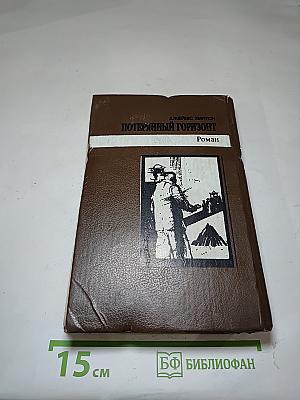 ДЖЕЙМС ХИЛТОН
ПОТЕРЯННЫЙ ГОРИЗОНТ
Роман
15 см
БФ БИБЛИОФАН